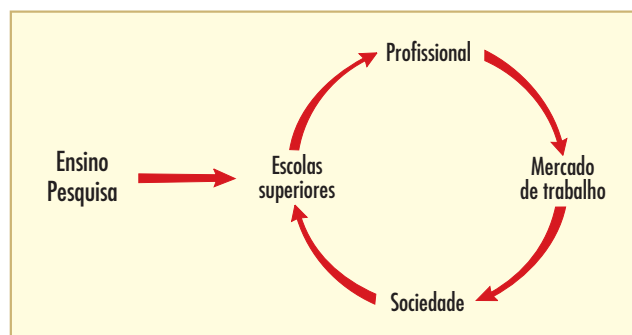 Profissional
Ensino
Pesquisa
Escolas
superiores
Mercado
de trabalho
Sociedade